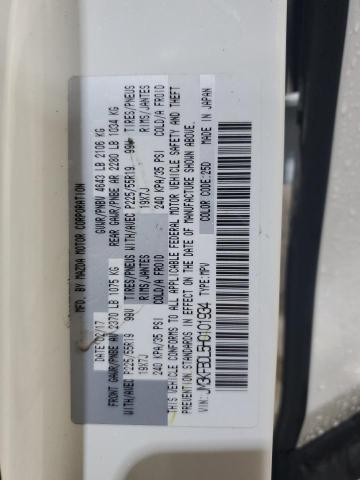 MFD. BY MAZDA MOTOR CORPORATION
DATE: 02/17 GVWR/PNBV 4643 LB 2106 KG
FRONT GAWR/PNBE AV 2370 LB 1075 KG REAR GAWR/PNBE AR 2280 LB 1034 KG
WITH/AVEC P225/55R19 99V TIRES/PNEUS WITH/AVEC P225/55R19 99V TIRES/PNEUS
19X7J RIMS/JANTES 19X7J RIMS/JANTES
240 KPA/35 PSI COLD/A FROID 240 KPA/35 PSI COLD/A FROID
THIS VEHICLE CONFORMS TO ALL APPLICABLE FEDERAL MOTOR VEHICLE SAFETY AND THEFT
PREVENTION STANDARDS IN EFFECT ON THE DATE OF MANUFACTURE SHOWN ABOVE.
TYPE: MPV COLOR CODE: 25D MADE IN JAPAN
VIN: